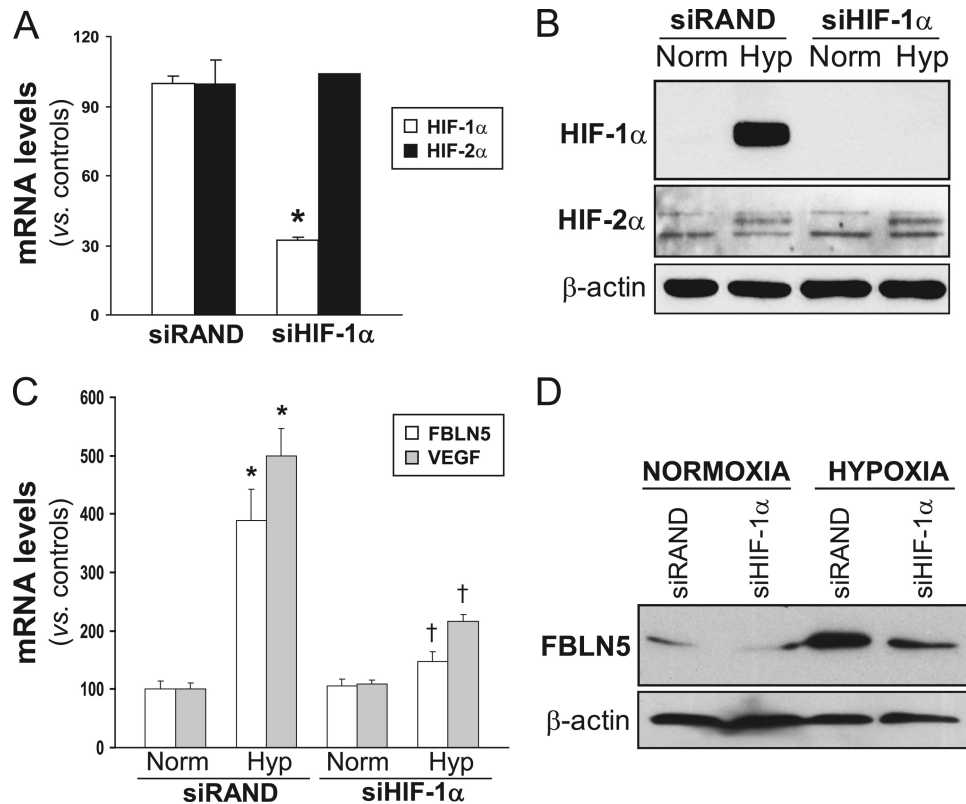 A
mRNA levels
(vs. controls)
120
90
60
30
0
*
HIF-1α
HIF-2α
siRAND
siHIF-1α
B
siRAND siHIF-1α
Norm Hyp Norm Hyp
HIF-1α
HIF-2α
β-actin
C
mRNA levels
(vs. controls)
600
500
400
300
200
100
0
* *
† †
FBLN5
VEGF
Norm Hyp Norm Hyp
siRAND siHIF-1α
D
NORMOXIA HYPOXIA
siRAND siHIF-1α siRAND siHIF-1α
FBLN5
β-actin